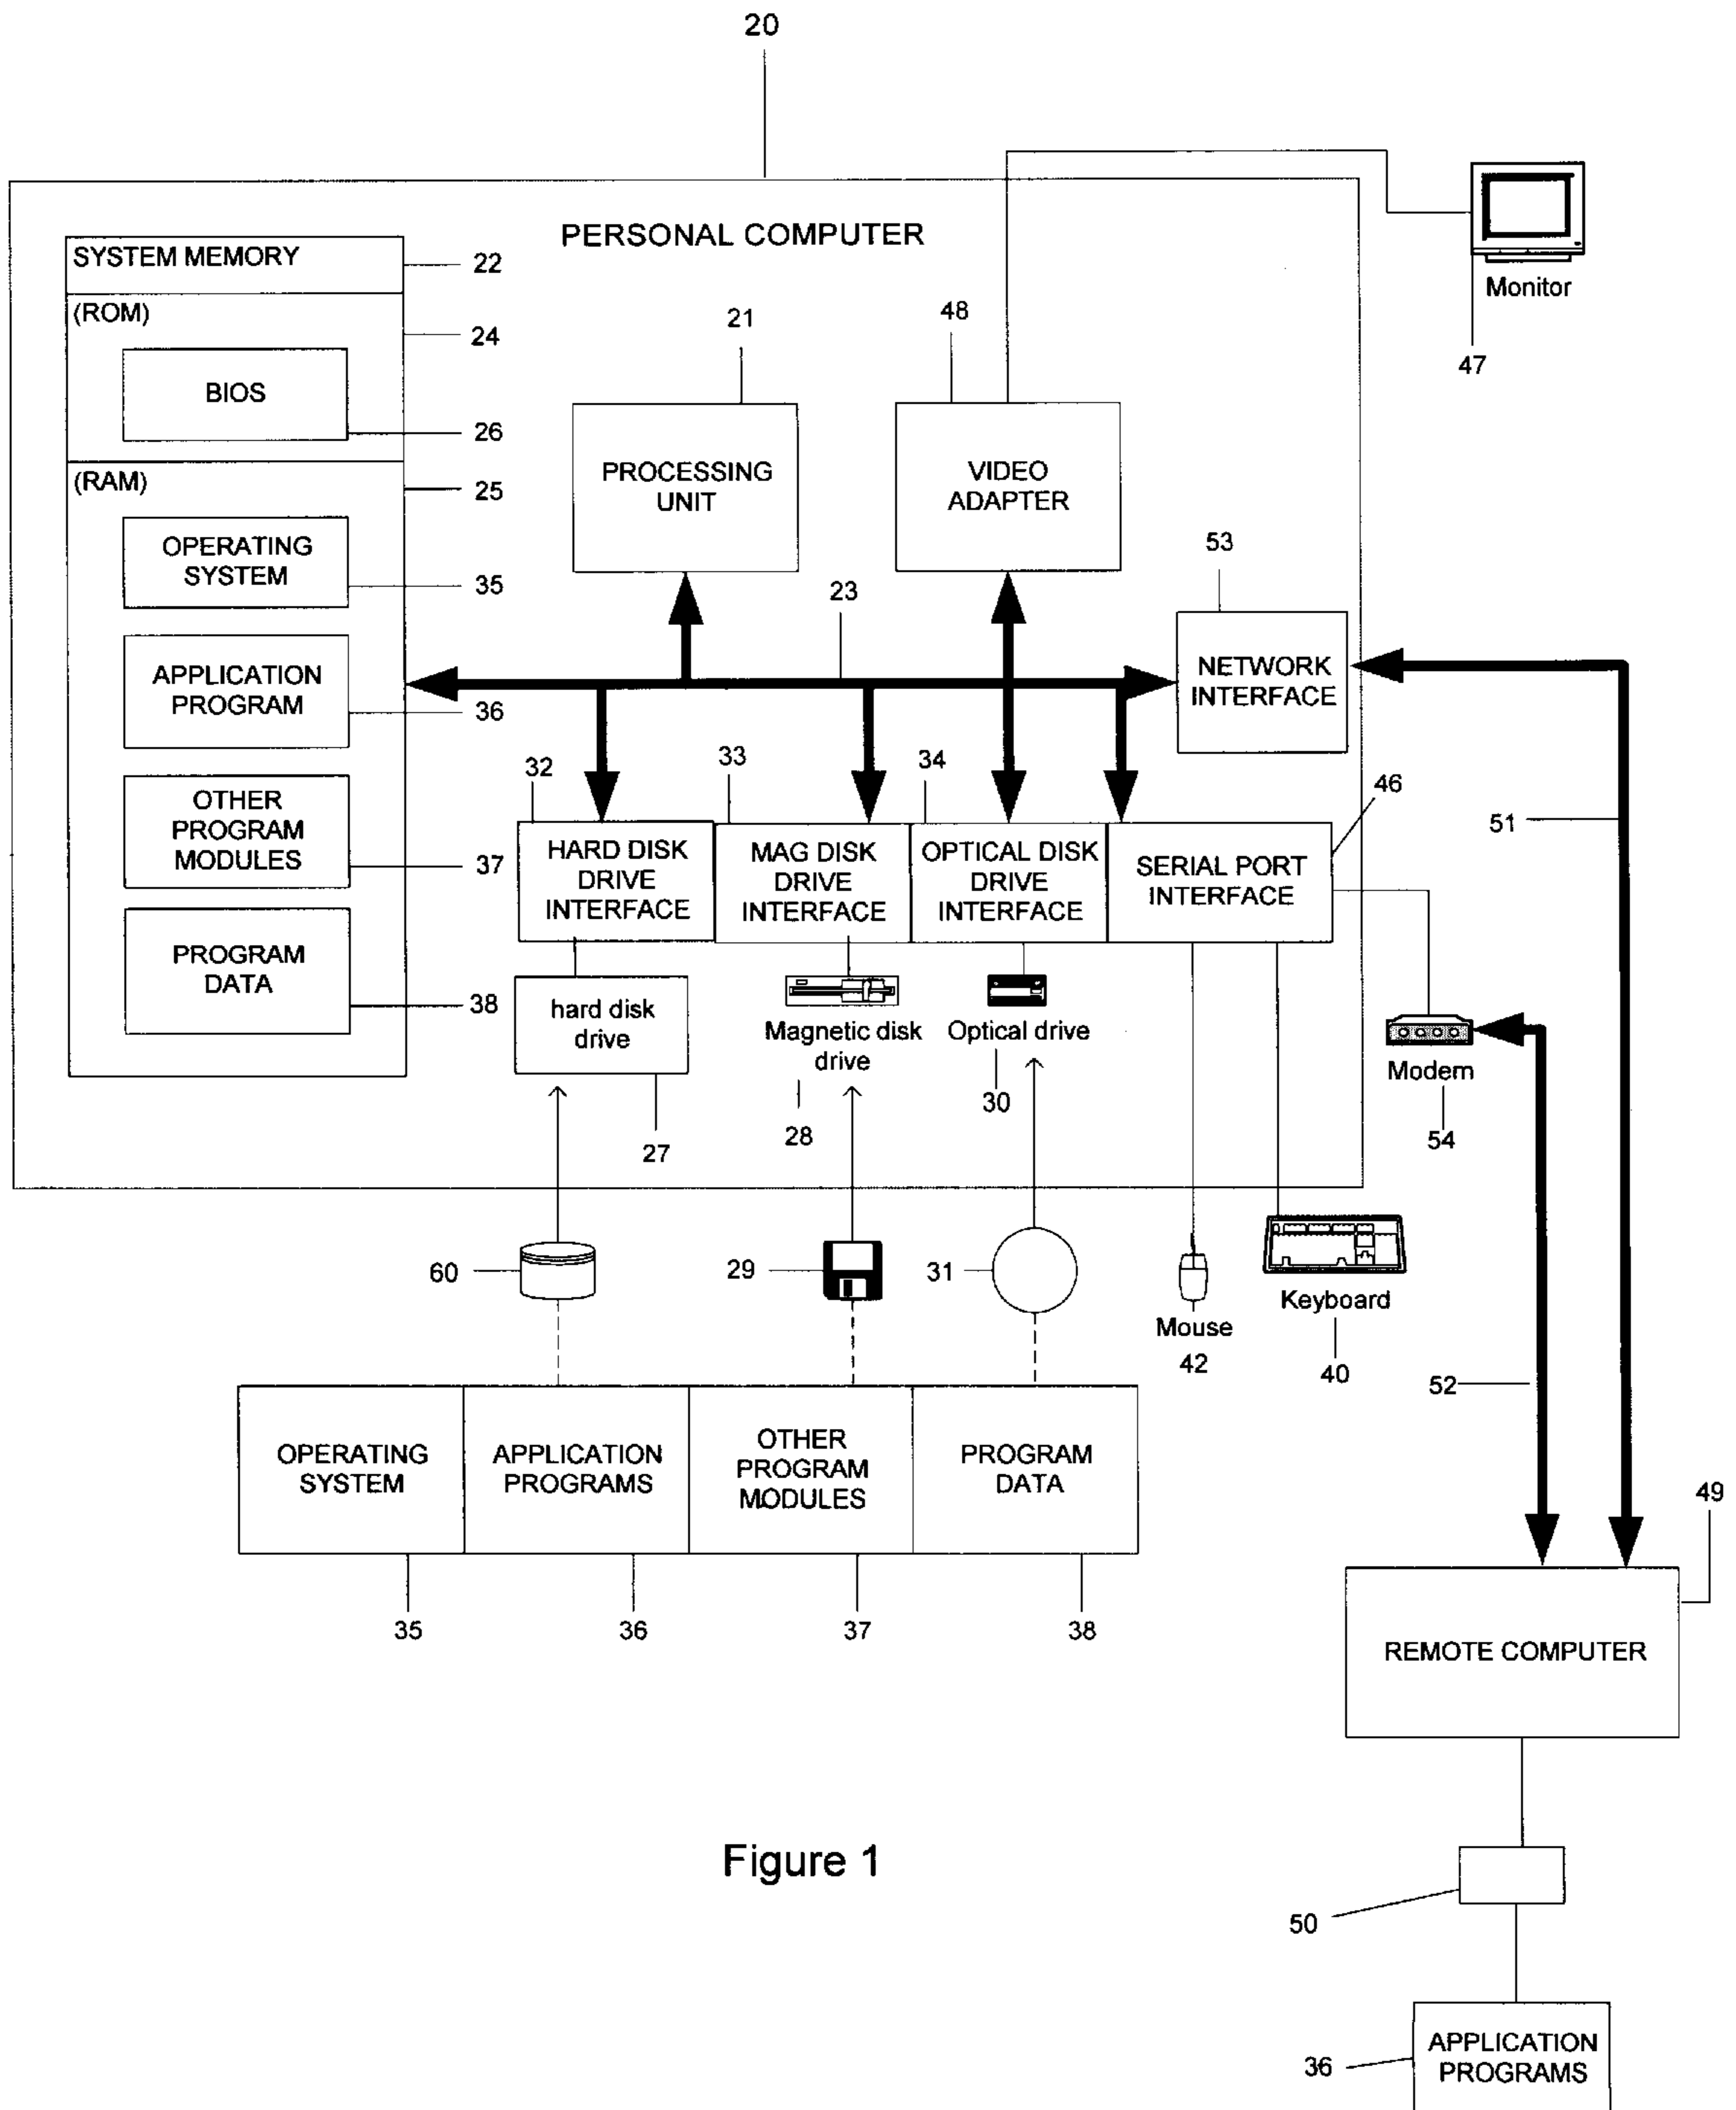 20
PERSONAL COMPUTER
SYSTEM MEMORY
22
(ROM)
24
BIOS
26
(RAM)
25
OPERATING
SYSTEM
35
APPLICATION
PROGRAM
36
OTHER
PROGRAM
MODULES
37
PROGRAM
DATA
38
21
PROCESSING
UNIT
48
VIDEO
ADAPTER
Monitor
47
23
53
NETWORK
INTERFACE
32
HARD DISK
DRIVE
INTERFACE
33
MAG DISK
DRIVE
INTERFACE
34
OPTICAL DISK
DRIVE
INTERFACE
46
SERIAL PORT
INTERFACE
51
hard disk
drive
27
Magnetic disk
drive
28
Optical drive
30
Modem
54
60
29
31
Mouse
42
Keyboard
40
52
OPERATING
SYSTEM
APPLICATION
PROGRAMS
OTHER
PROGRAM
MODULES
PROGRAM
DATA
35
36
37
38
49
REMOTE COMPUTER
Figure 1
50
36
APPLICATION
PROGRAMS